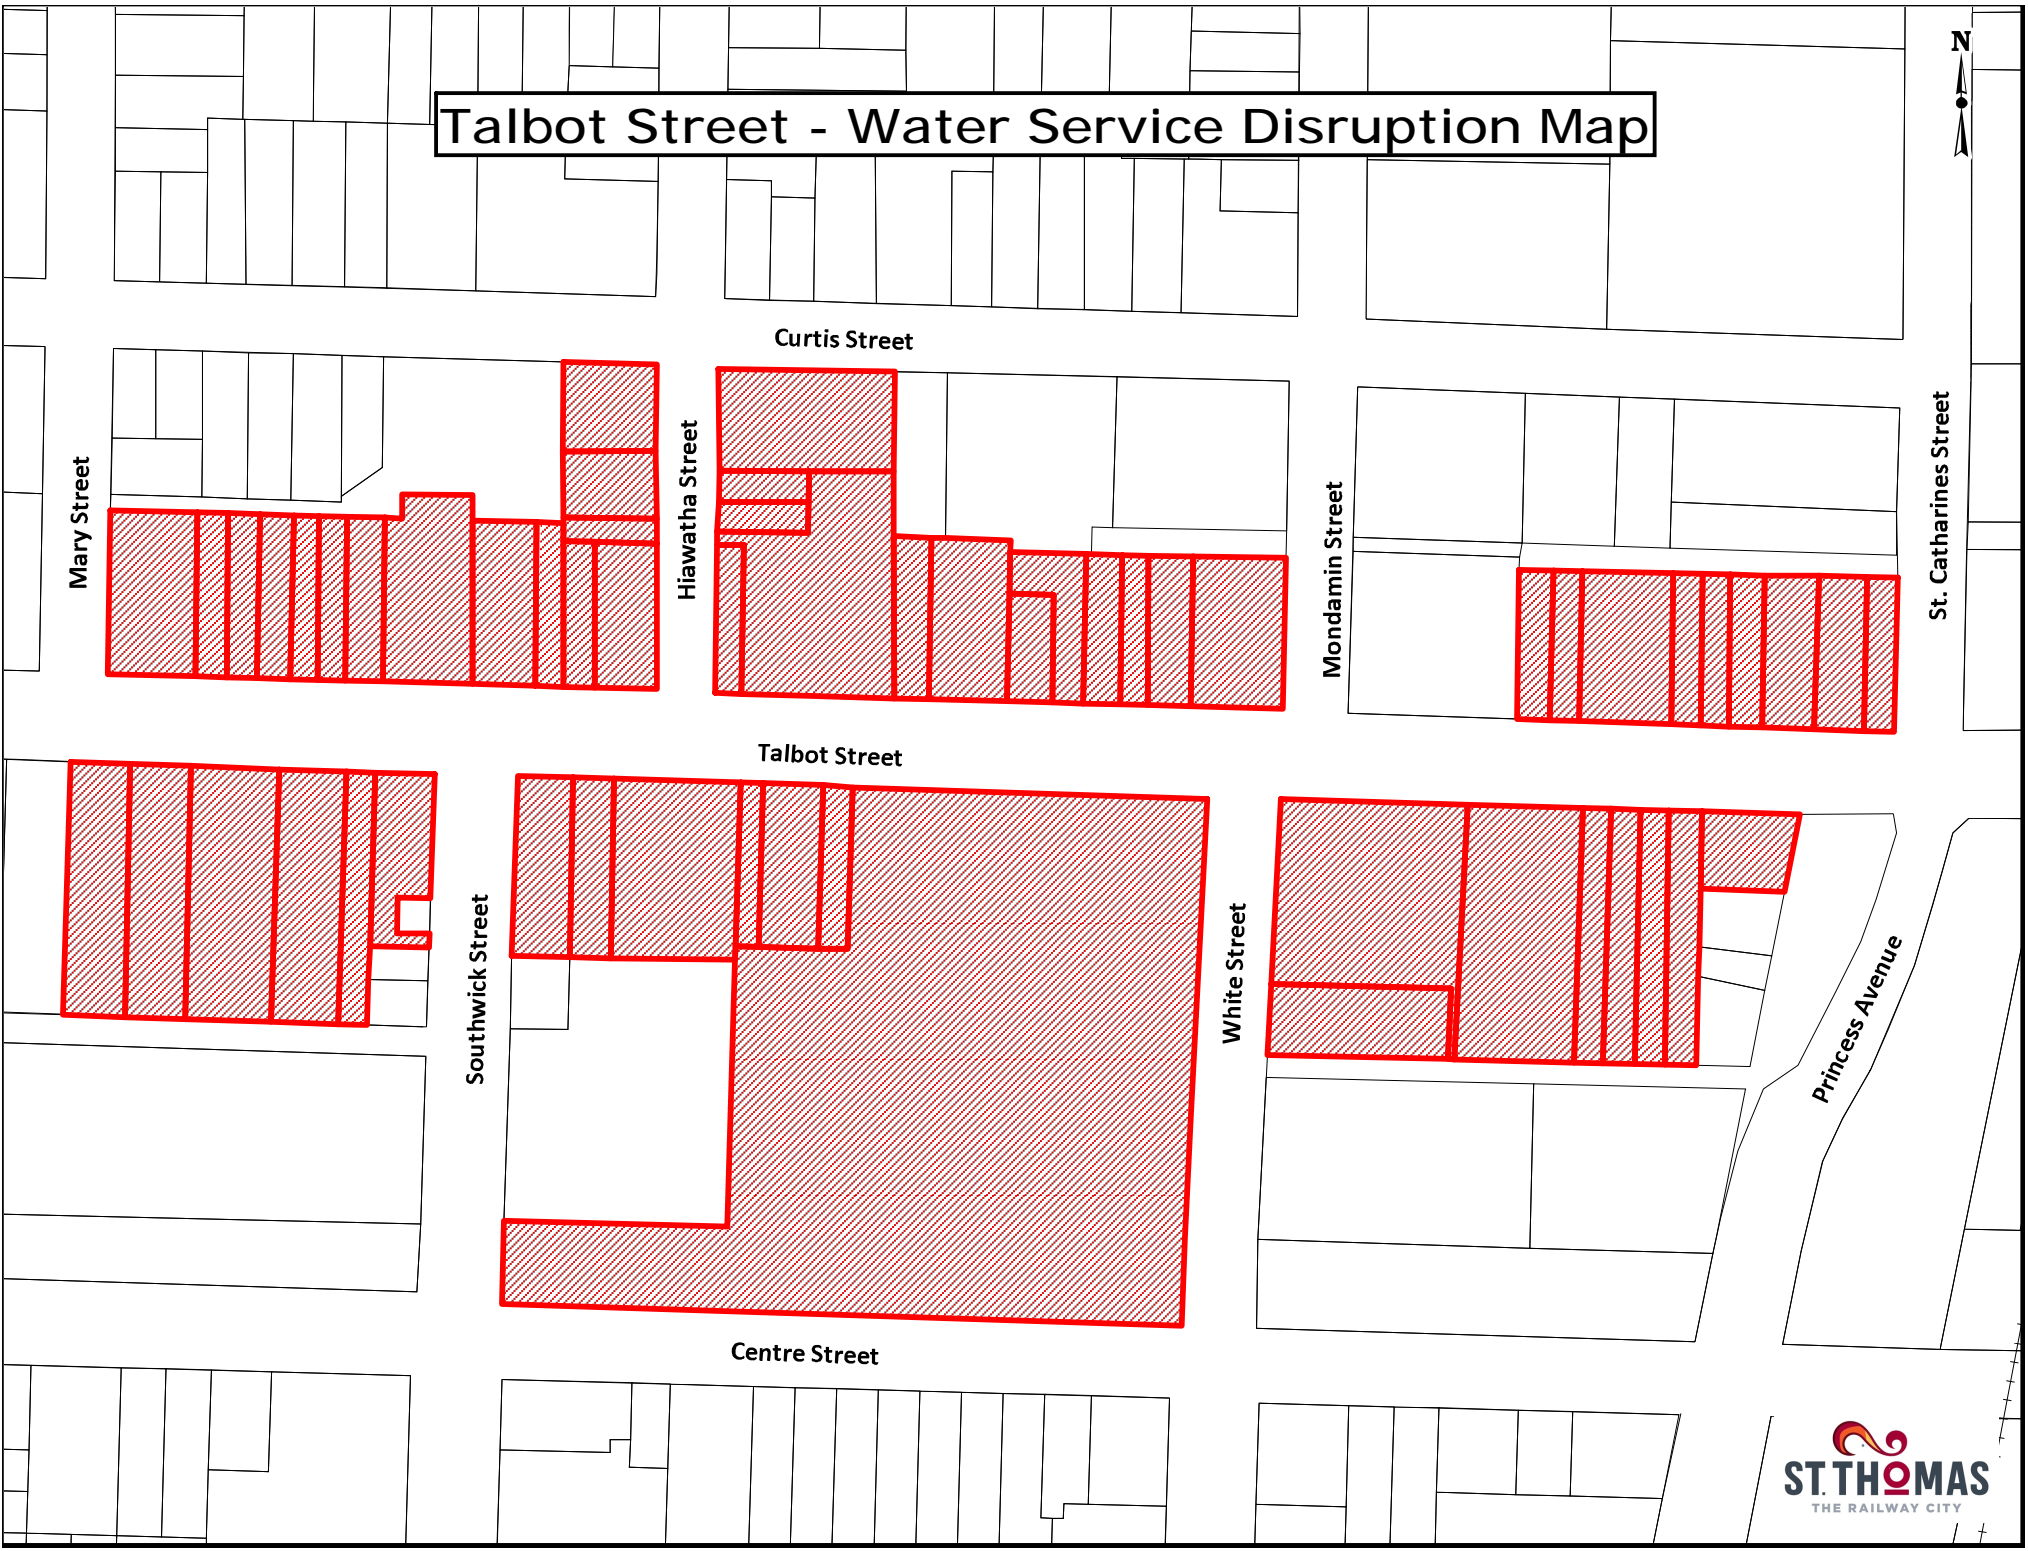 N
Talbot Street - Water Service Disruption Map
Curtis Street
Mary Street
Hiawatha Street
Mondamin Street
St. Catharines Street
Talbot Street
Southwick Street
White Street
Princess Avenue
Centre Street
ST. THOMAS
THE RAILWAY CITY